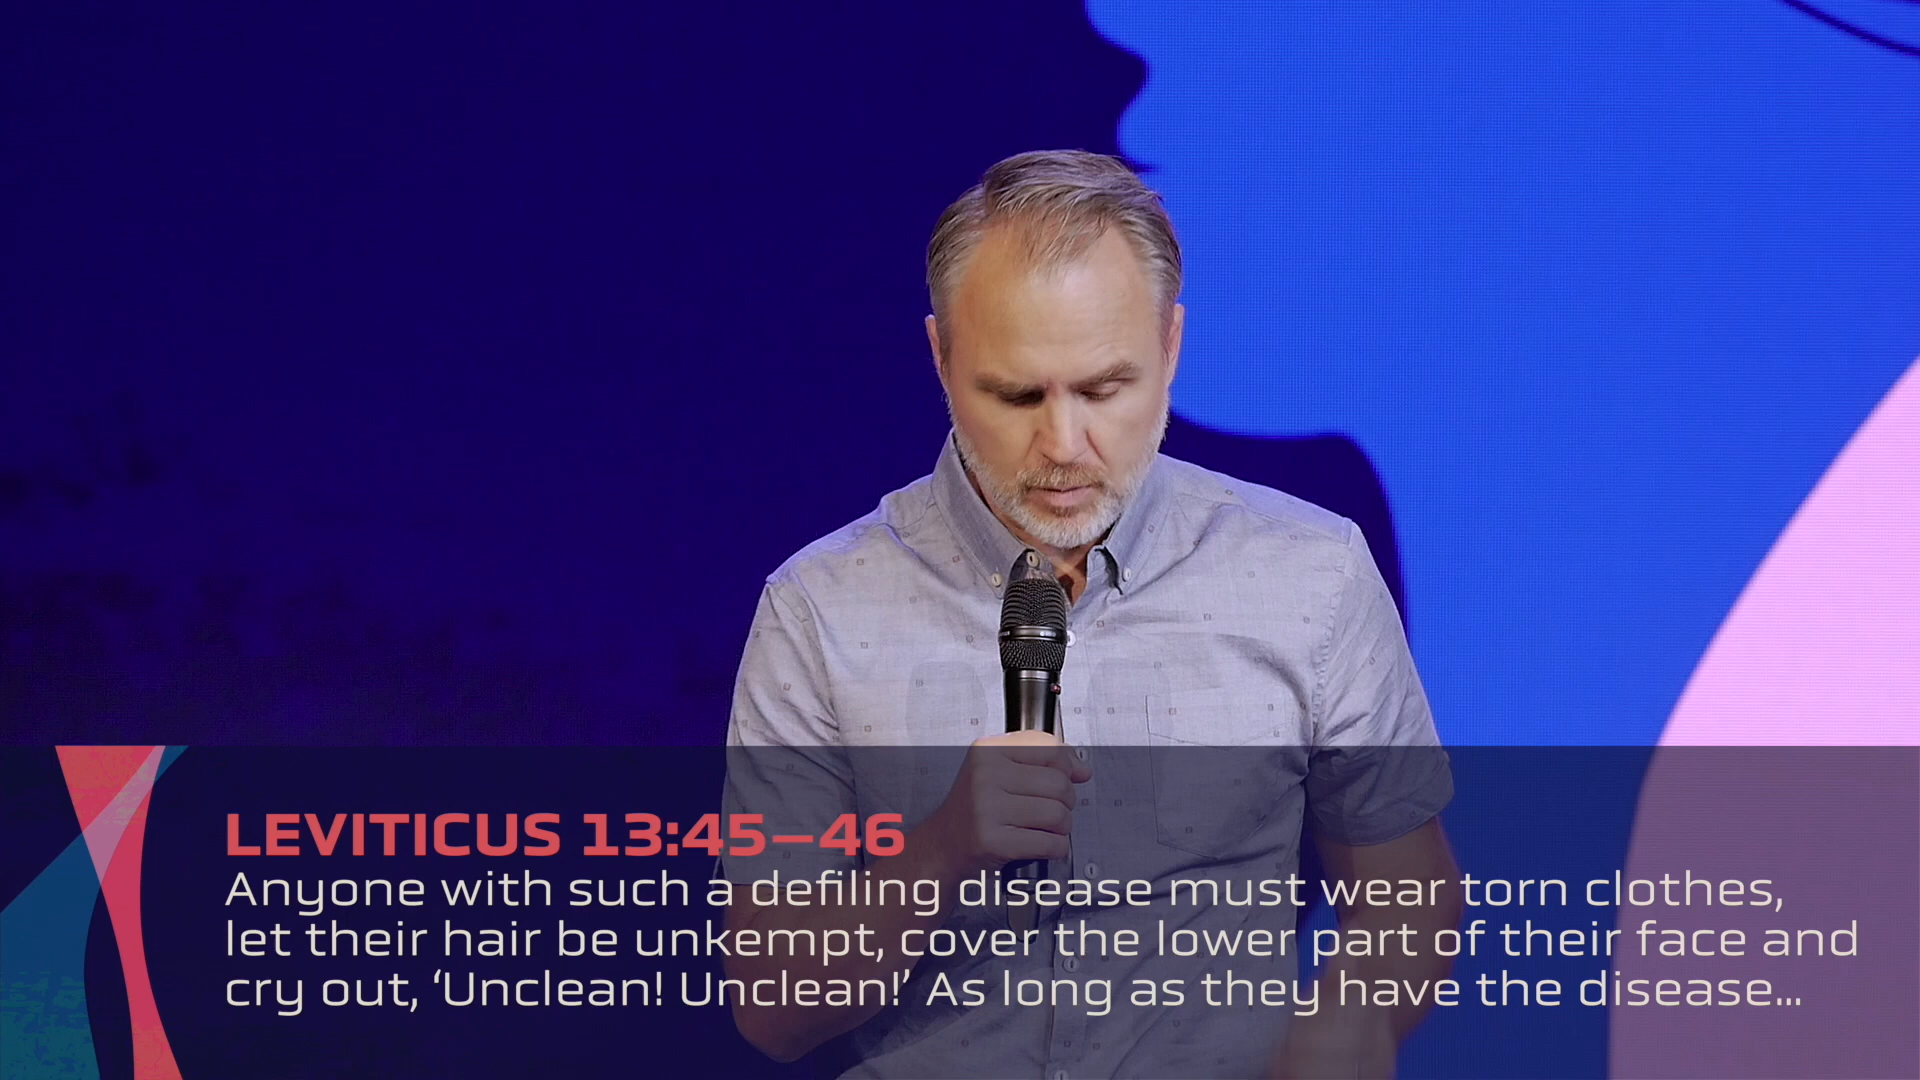 LEVITICUS 13:45–46
Anyone with such a defiling disease must wear torn clothes,
let their hair be unkempt, cover the lower part of their face and
cry out, ‘Unclean! Unclean!’ As long as they have the disease...